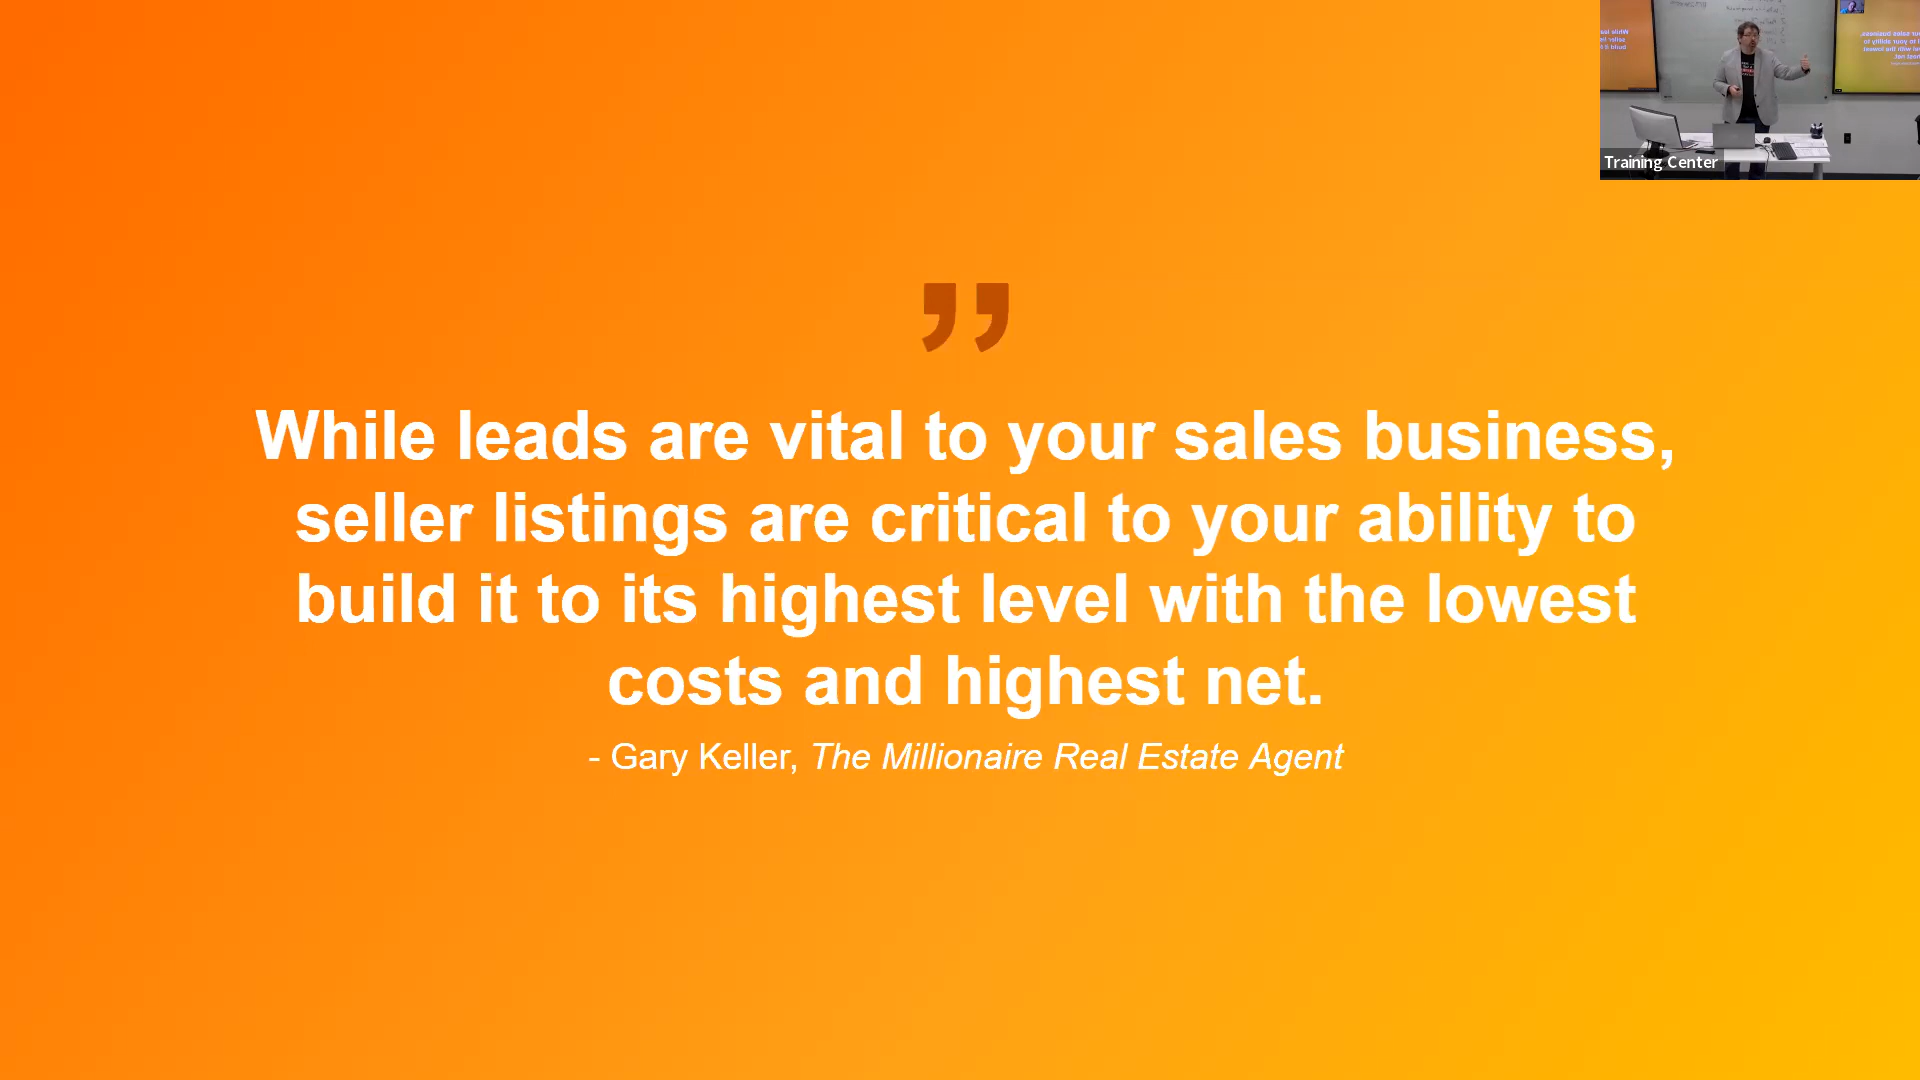 Training Center
”
While leads are vital to your sales business,
seller listings are critical to your ability to
build it to its highest level with the lowest
costs and highest net.
- Gary Keller, The Millionaire Real Estate Agent